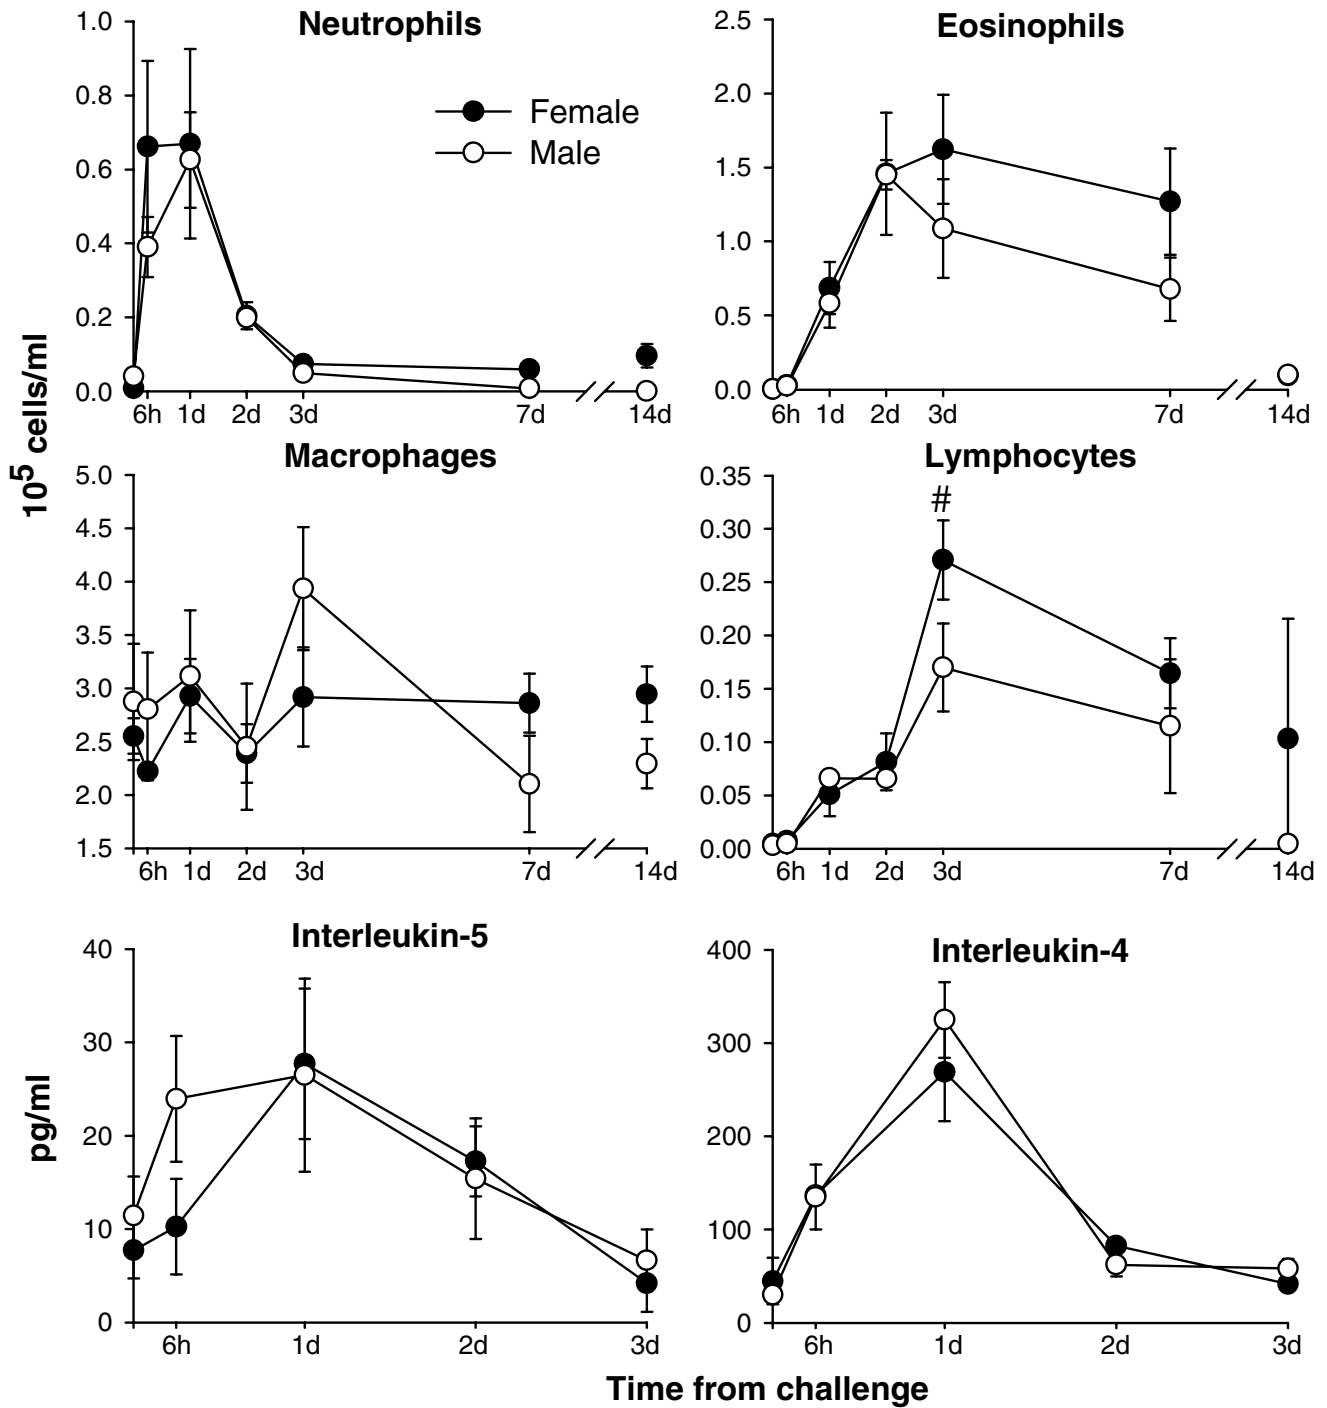 Neutrophils
1.0
0.8
0.6
0.4
0.2
0.0
Female
Male
6h 1d 2d 3d 7d 14d
Eosinophils
2.5
2.0
1.5
1.0
0.5
0.0
6h 1d 2d 3d 7d 14d
10⁵ cells/ml
Macrophages
5.0
4.5
4.0
3.5
3.0
2.5
2.0
1.5
6h 1d 2d 3d 7d 14d
Lymphocytes
#
0.35
0.30
0.25
0.20
0.15
0.10
0.05
0.00
6h 1d 2d 3d 7d 14d
Interleukin-5
40
30
20
10
0
6h 1d 2d 3d
pg/ml
Interleukin-4
400
300
200
100
0
6h 1d 2d 3d
Time from challenge